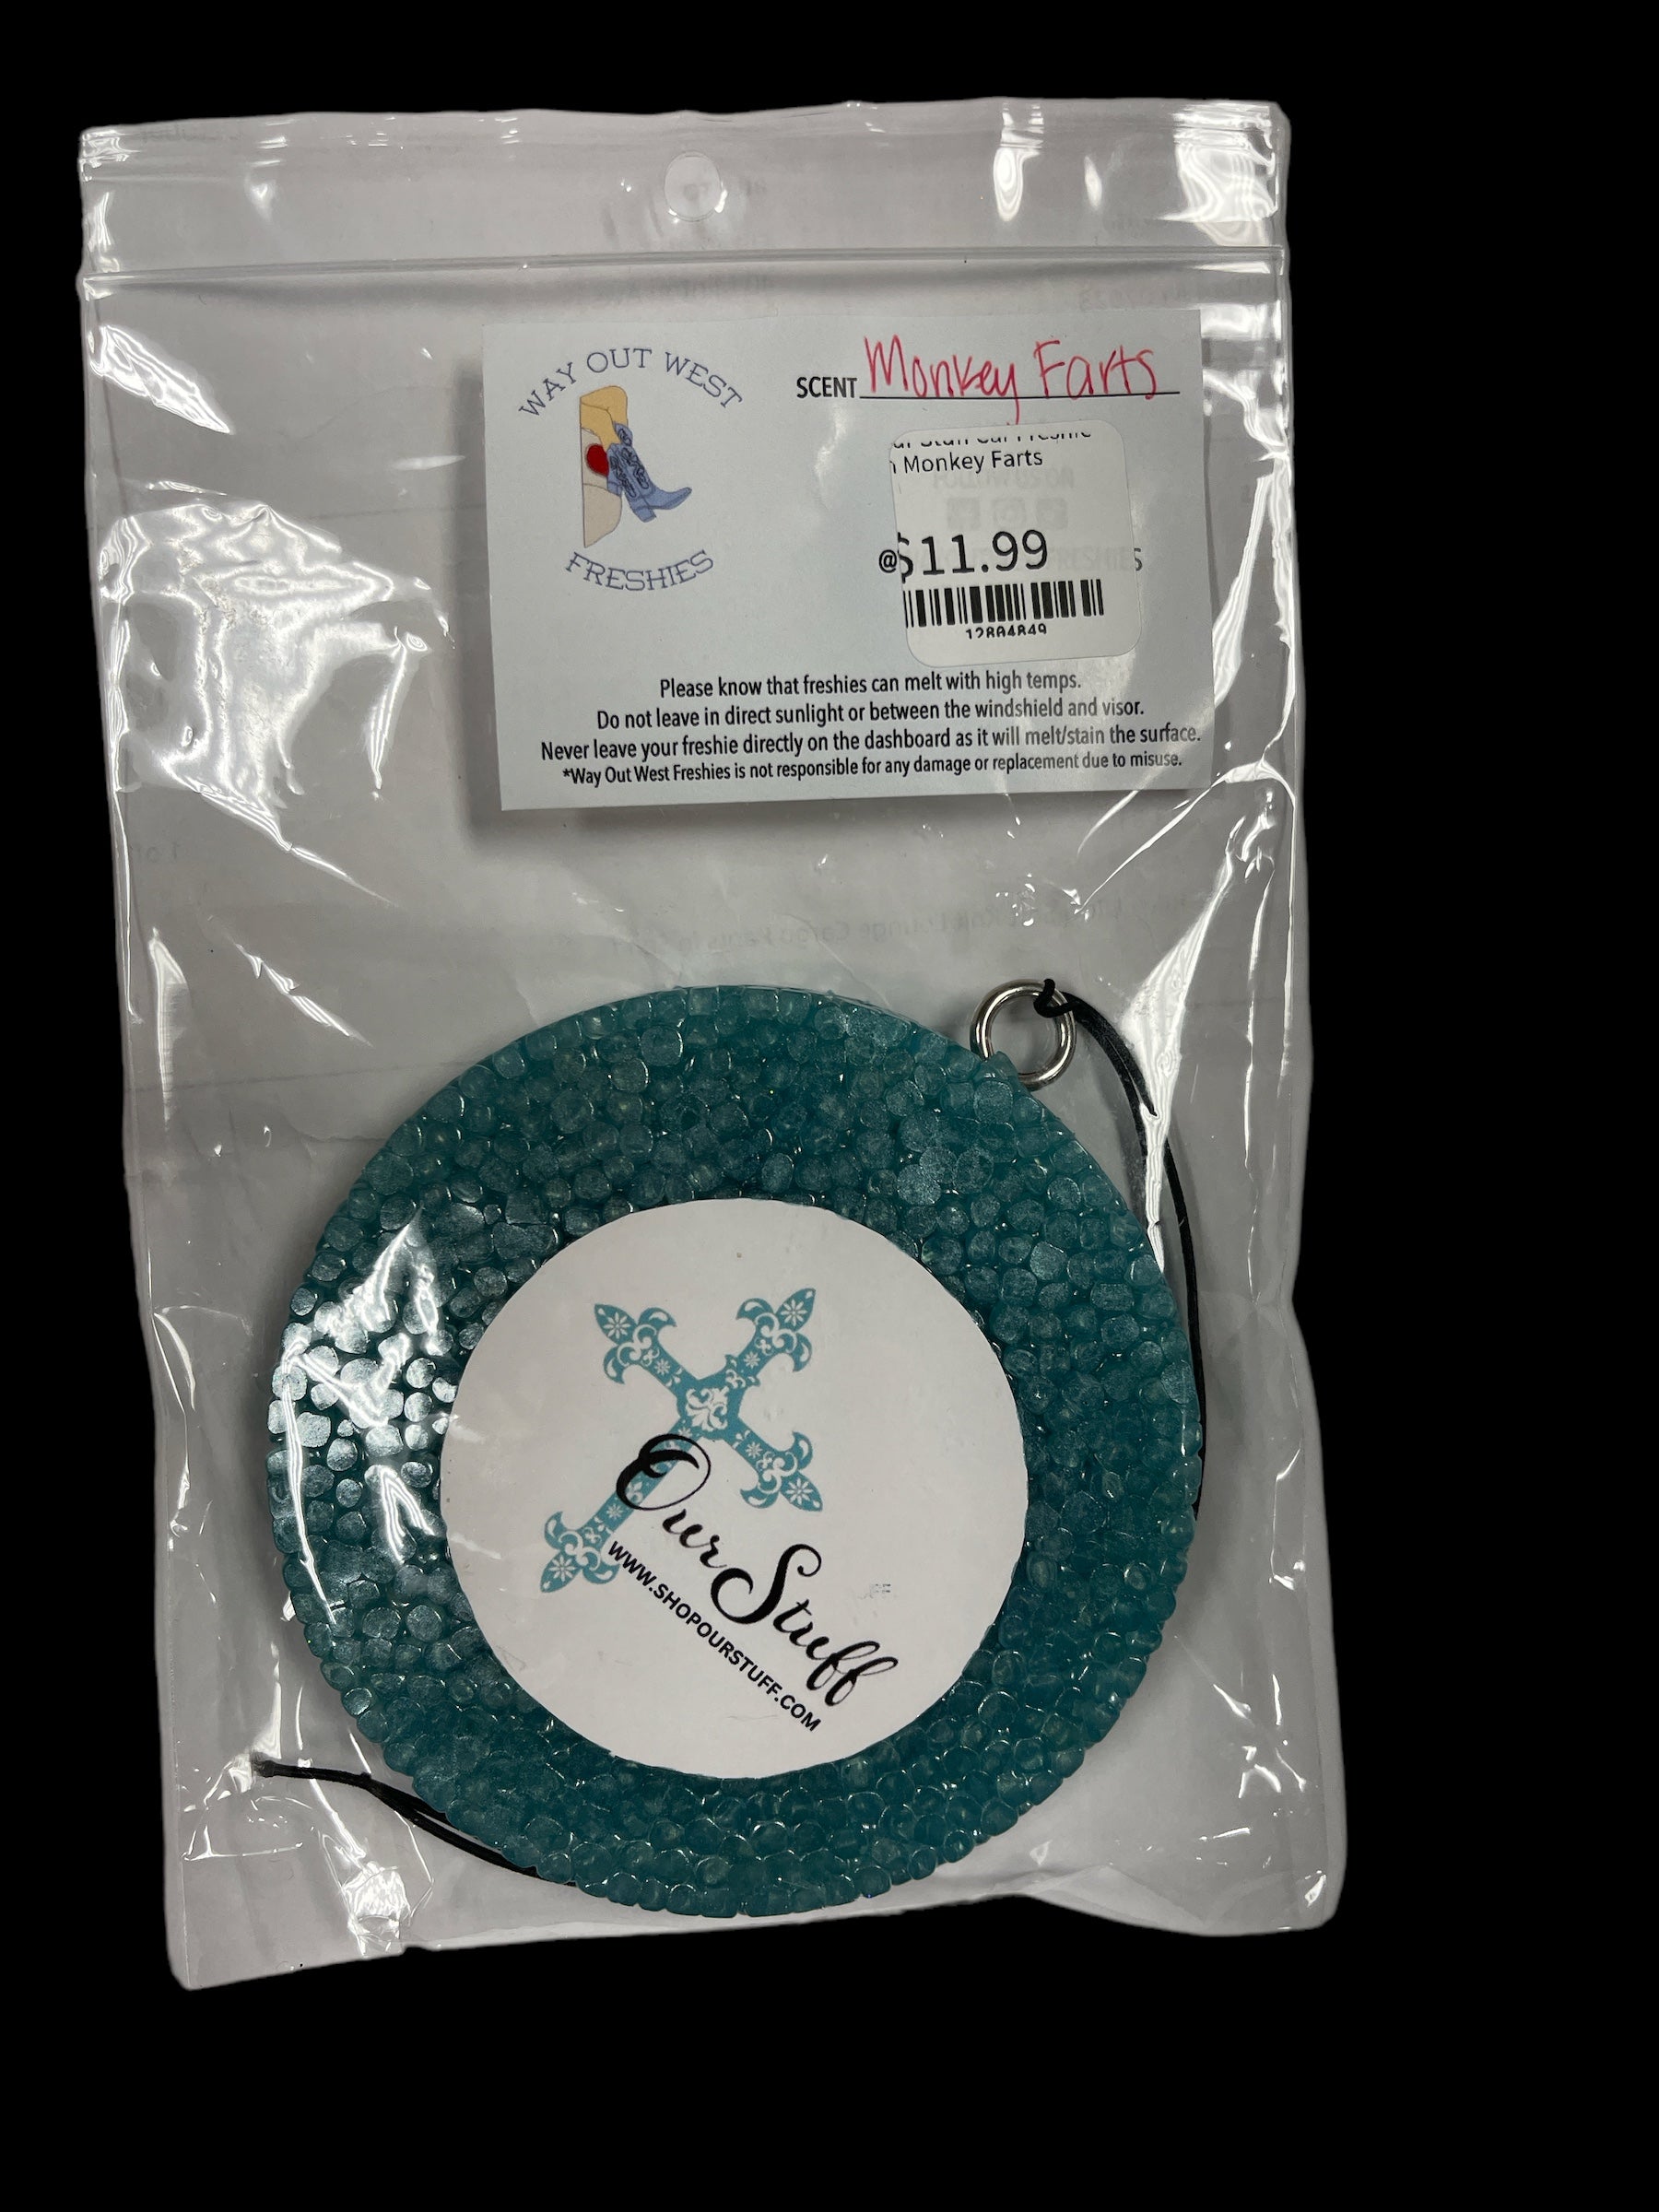 WAY OUT WEST
FRESHIES
SCENT Monkey Farts
Monkey Farts
@$11.99
Please know that freshies can melt with high temps.
Do not leave in direct sunlight or between the windshield and visor.
Never leave your freshie directly on the dashboard as it will melt/stain the surface.
*Way Out West Freshies is not responsible for any damage or replacement due to misuse.
Our Stuff
WWW.SHOPOURSTUFF.COM